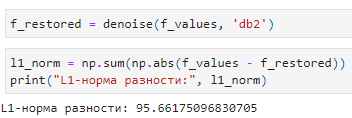 f_restored = denoise(f_values, 'db2')
l1_norm = np.sum(np.abs(f_values - f_restored))
print("L1-норма разности:", l1_norm)
L1-норма разности: 95.66175096830705